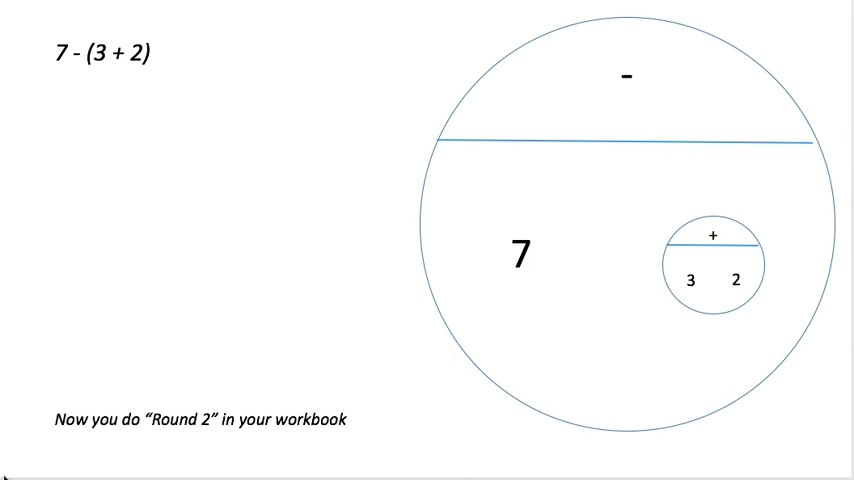 7 - (3 + 2)
-
7
+
3 2
Now you do “Round 2” in your workbook